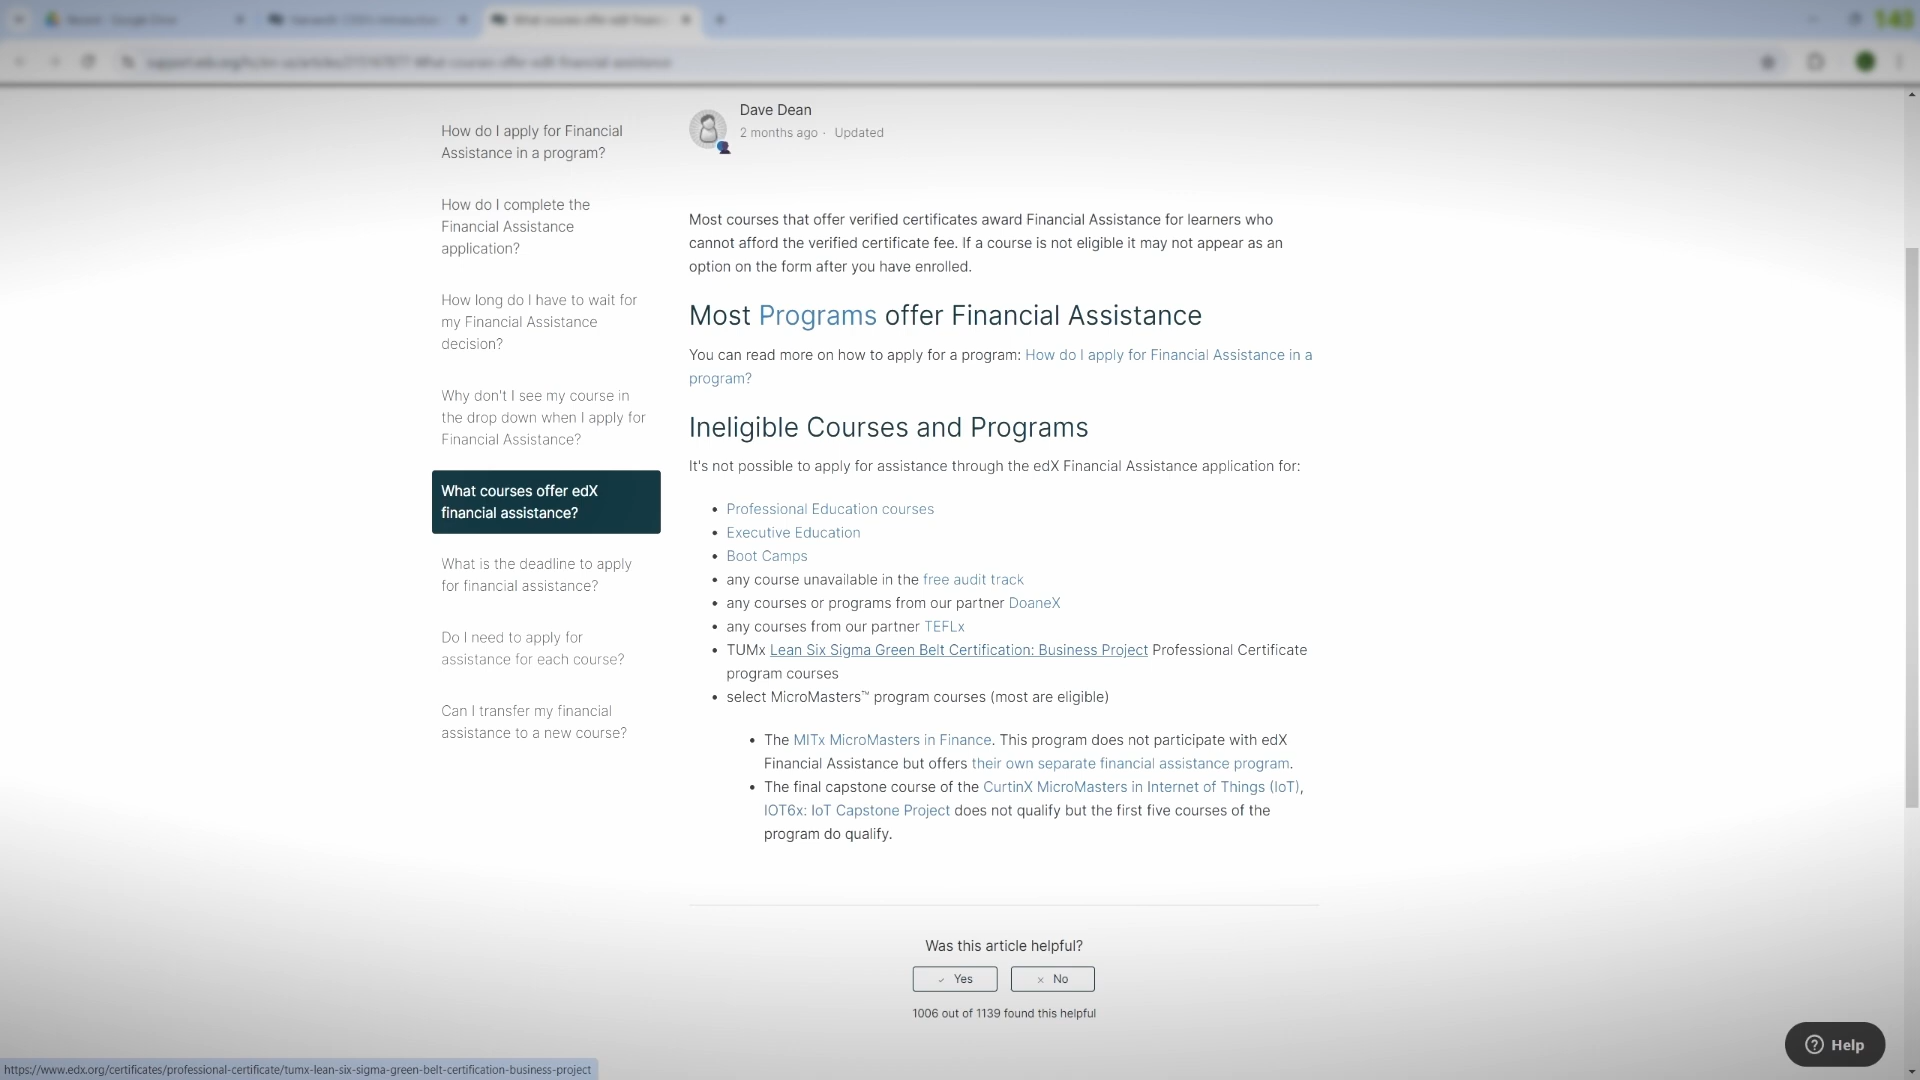 143
How do I apply for Financial
Assistance in a program?
How do I complete the
Financial Assistance
application?
How long do I have to wait for
my Financial Assistance
decision?
Why don't I see my course in
the drop down when I apply for
Financial Assistance?
What courses offer edX
financial assistance?
What is the deadline to apply
for financial assistance?
Do I need to apply for
assistance for each course?
Can I transfer my financial
assistance to a new course?
Dave Dean
2 months ago · Updated
Most courses that offer verified certificates award Financial Assistance for learners who
cannot afford the verified certificate fee. If a course is not eligible it may not appear as an
option on the form after you have enrolled.
Most Programs offer Financial Assistance
You can read more on how to apply for a program: How do I apply for Financial Assistance in a
program?
Ineligible Courses and Programs
It's not possible to apply for assistance through the edX Financial Assistance application for:
• Professional Education courses
• Executive Education
• Boot Camps
• any course unavailable in the free audit track
• any courses or programs from our partner DoaneX
• any courses from our partner TEFLx
• TUMx Lean Six Sigma Green Belt Certification: Business Project Professional Certificate
program courses
• select MicroMasters™ program courses (most are eligible)
• The MITx MicroMasters in Finance. This program does not participate with edX
Financial Assistance but offers their own separate financial assistance program.
• The final capstone course of the CurtinX MicroMasters in Internet of Things (IoT),
IOT6x: IoT Capstone Project does not qualify but the first five courses of the
program do qualify.
Was this article helpful?
Yes
No
1006 out of 1139 found this helpful
Help
https://www.edx.org/certificates/professional-certificate/tumx-lean-six-sigma-green-belt-certification-business-project